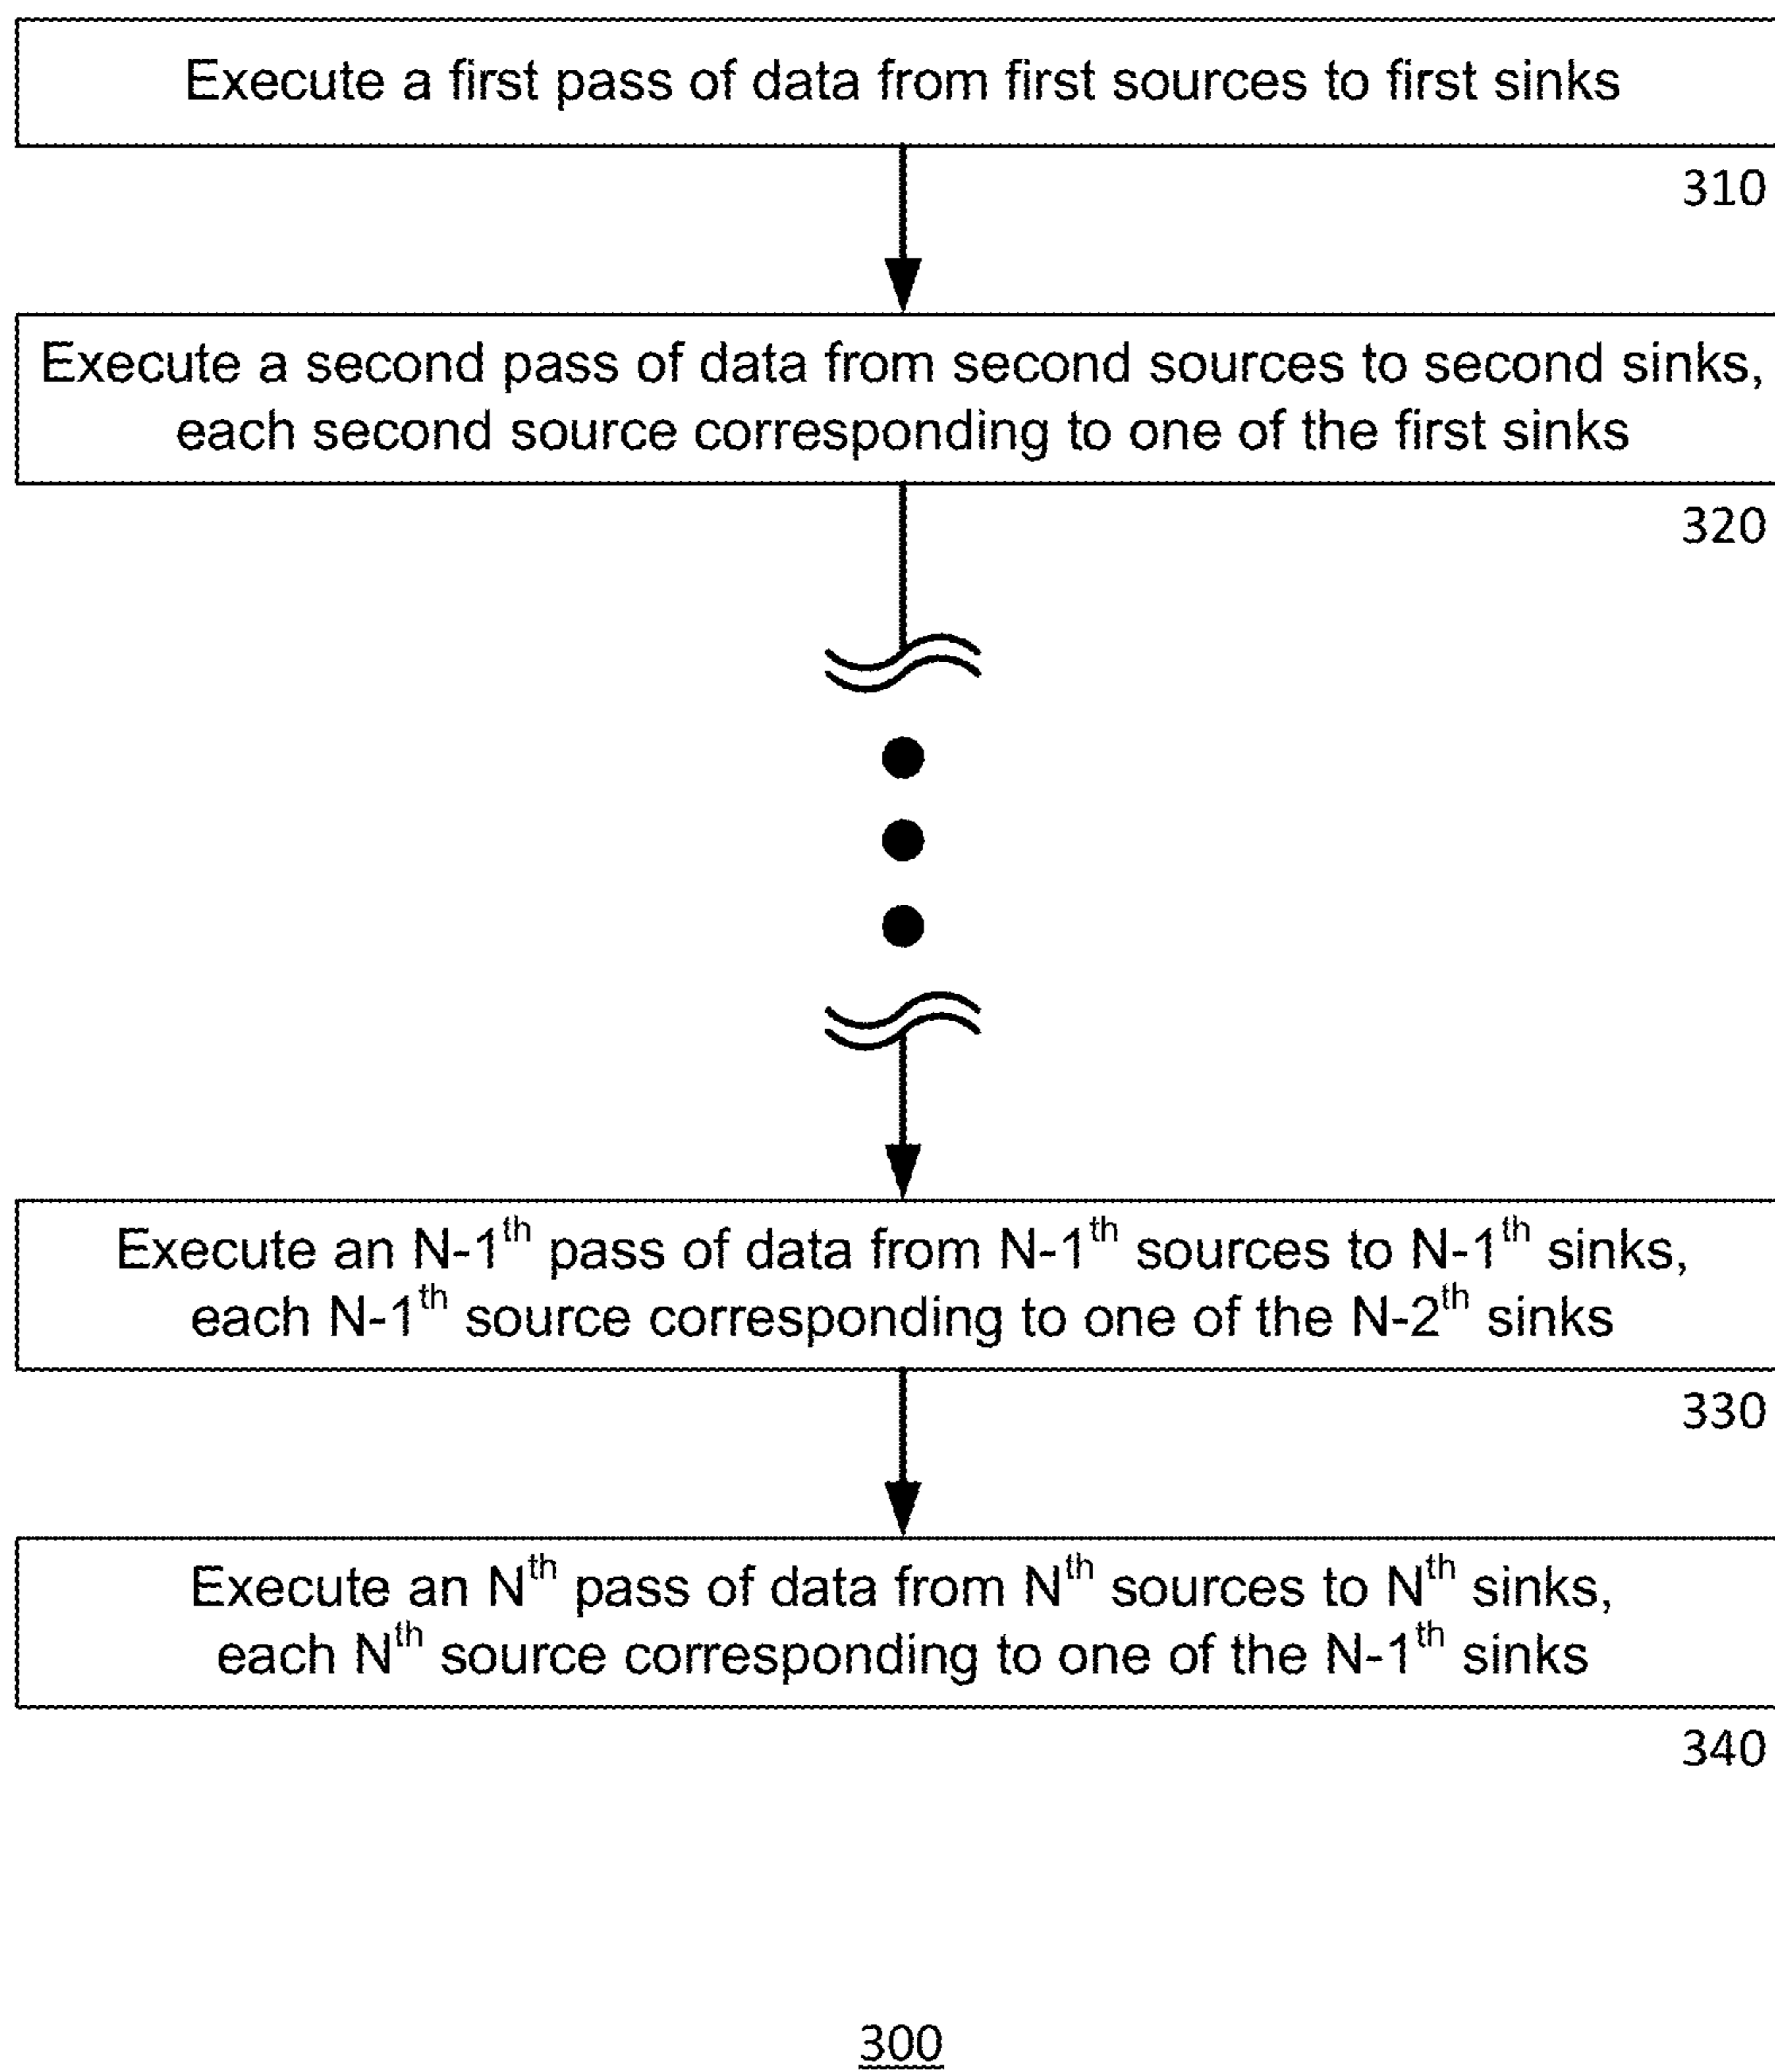 Execute a first pass of data from first sources to first sinks
310
Execute a second pass of data from second sources to second sinks,
each second source corresponding to one of the first sinks
320
Execute an N-1th pass of data from N-1th sources to N-1th sinks,
each N-1th source corresponding to one of the N-2th sinks
330
Execute an Nth pass of data from Nth sources to Nth sinks,
each Nth source corresponding to one of the N-1th sinks
340
300